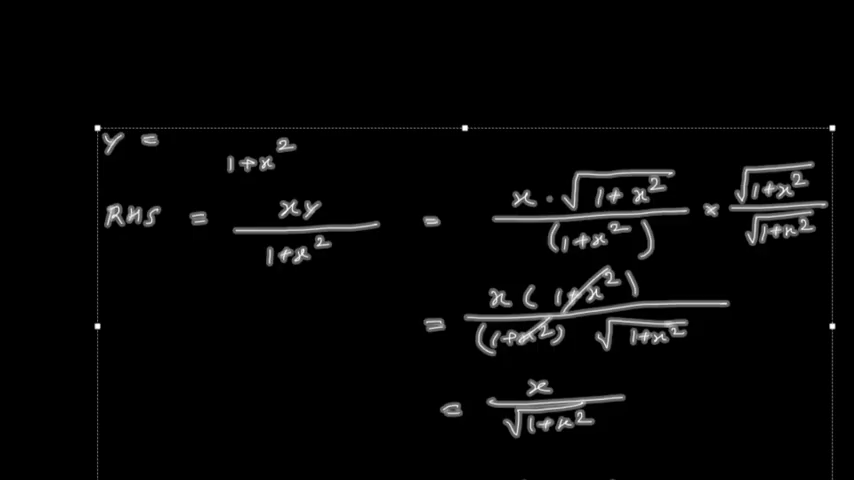 y =
1+x²
RHS = xy / 1+x² = x · √(1+x²) / (1+x²) × √(1+x²) / √(1+x²)
= x(1+x²) / (1+x²) √(1+x²)
= x / √(1+x²)